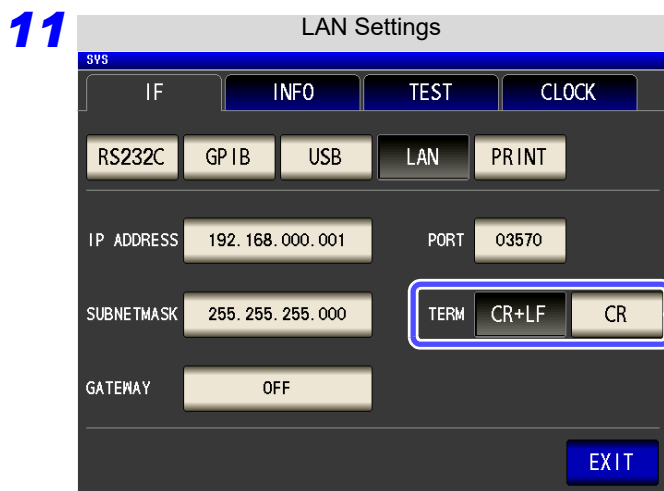 11
LAN Settings
SYS
IF INFO TEST CLOCK
RS232C GPIB USB LAN PRINT
IP ADDRESS 192.168.000.001 PORT 03570
SUBNETMASK 255.255.255.000 TERM CR+LF CR
GATEWAY OFF
EXIT